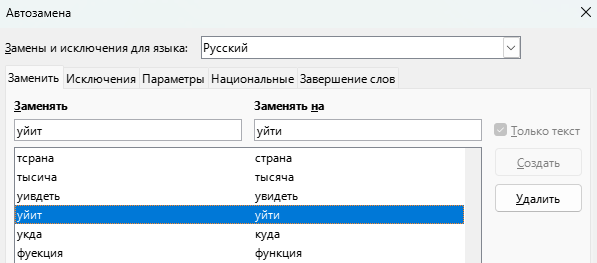 Автозамена
Замены и исключения для языка: Русский
Заменить Исключения Параметры Национальные Завершение слов
Заменять Заменять на
уйит уйти Только текст
тсрана страна Создать
тысича тысяча
уивдеть увидеть Удалить
уйит уйти
укда куда
фуекция функция